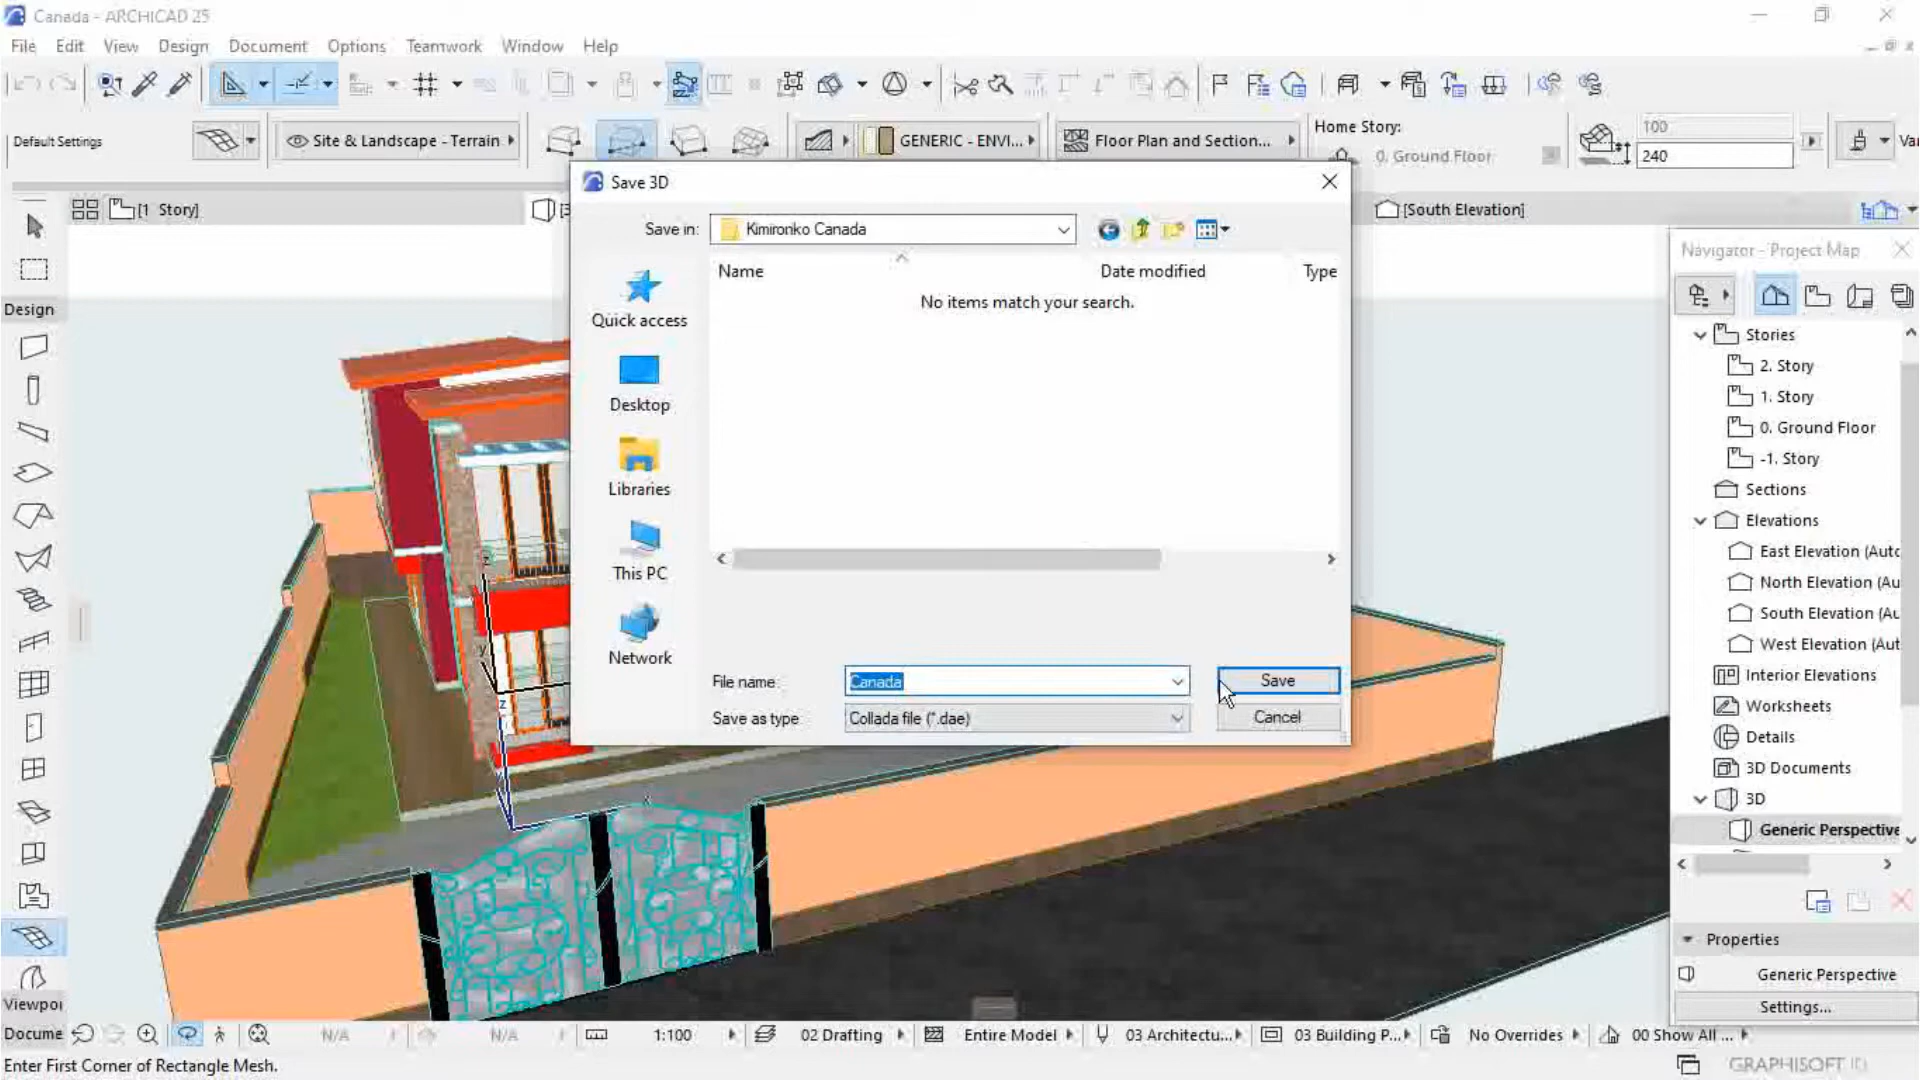 Canada - ARCHICAD 25
File Edit View Design Document Options Teamwork Window Help
Default Settings
Site & Landscape - Terrain
GENERIC - ENVI...
Floor Plan and Section...
Home Story:
0. Ground Floor
100
240
Var
[1 Story]
[3
[South Elevation]
Save 3D
Save in:
Kimironko Canada
Name Date modified Type
No items match your search.
Quick access
Desktop
Libraries
This PC
Network
File name:
Canada
Save
Save as type:
Collada file (*.dae)
Cancel
Design
Viewpoi
Docume
Navigator - Project Map
Stories
2. Story
1. Story
0. Ground Floor
-1. Story
Sections
Elevations
East Elevation (Auto
North Elevation (Au
South Elevation (Au
West Elevation (Aut
Interior Elevations
Worksheets
Details
3D Documents
3D
Generic Perspective
Properties
Generic Perspective
Settings...
z
y
z
x
N/A N/A 1:100 02 Drafting Entire Model 03 Architectu... 03 Building P... No Overrides 00 Show All ...
Enter First Corner of Rectangle Mesh.
GRAPHISOFT ID